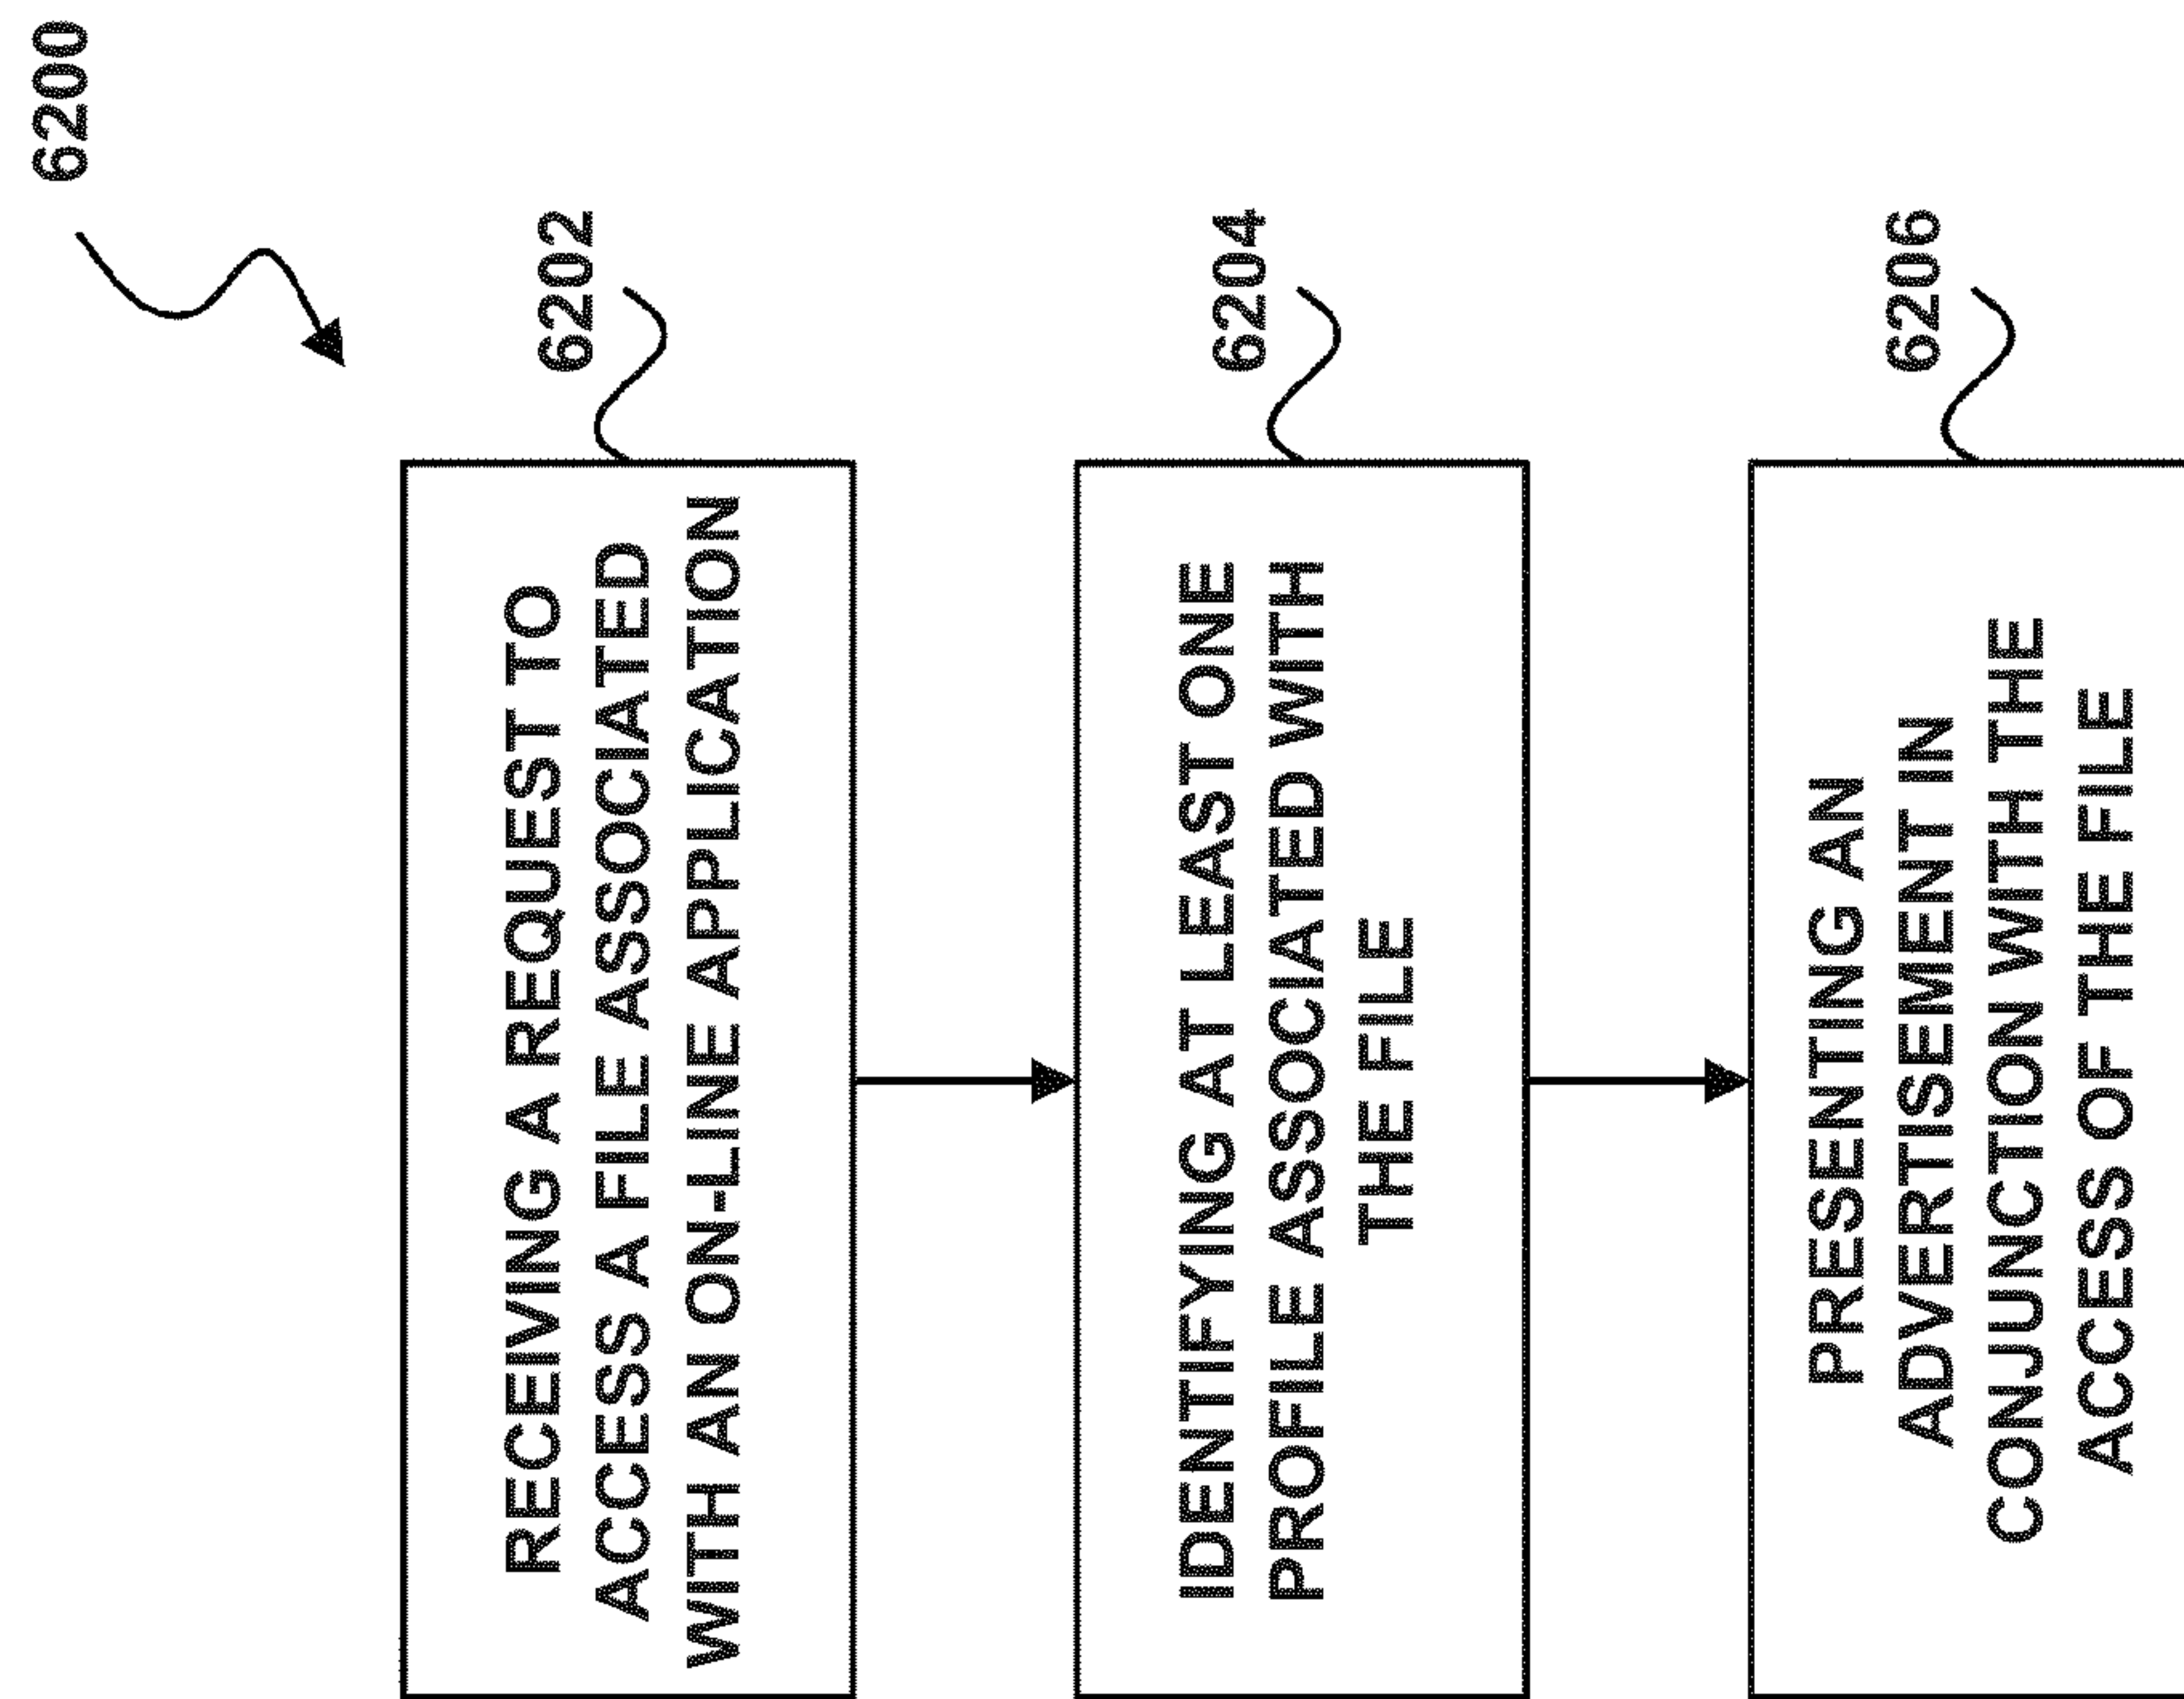 6200
6202
RECEIVING A REQUEST TO
ACCESS A FILE ASSOCIATED
WITH AN ON-LINE APPLICATION
6204
IDENTIFYING AT LEAST ONE
PROFILE ASSOCIATED WITH
THE FILE
6206
PRESENTING AN
ADVERTISEMENT IN
CONJUNCTION WITH THE
ACCESS OF THE FILE